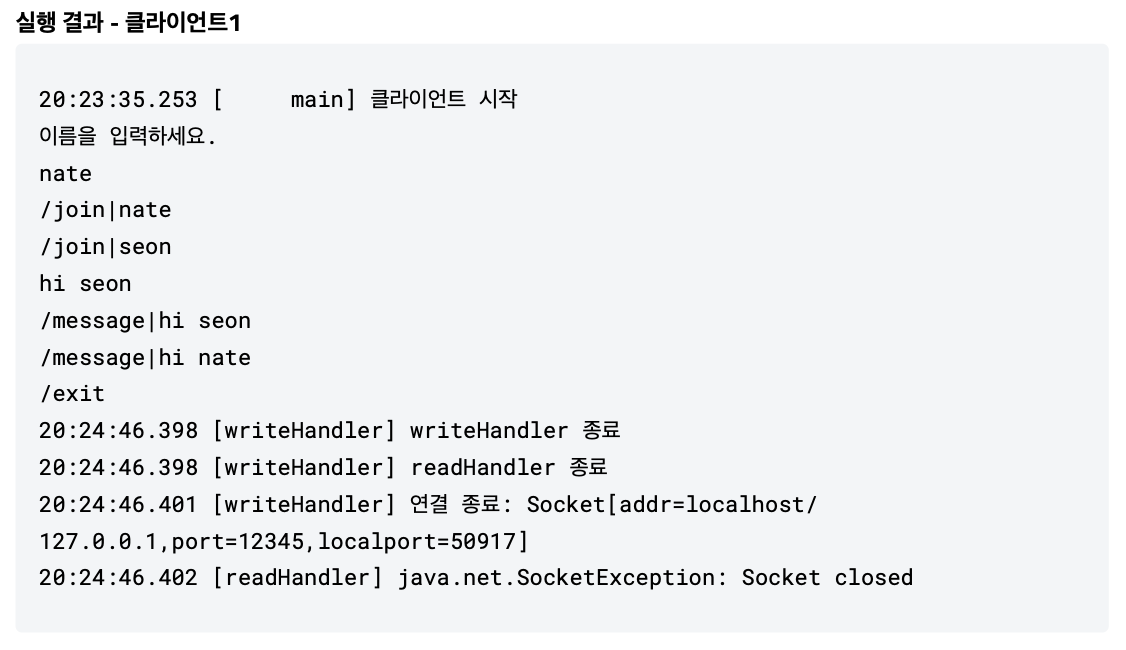 실행 결과 - 클라이언트1
20:23:35.253 [     main] 클라이언트 시작
이름을 입력하세요.
nate
/join|nate
/join|seon
hi seon
/message|hi seon
/message|hi nate
/exit
20:24:46.398 [writeHandler] writeHandler 종료
20:24:46.398 [writeHandler] readHandler 종료
20:24:46.401 [writeHandler] 연결 종료: Socket[addr=localhost/
127.0.0.1,port=12345,localport=50917]
20:24:46.402 [readHandler] java.net.SocketException: Socket closed